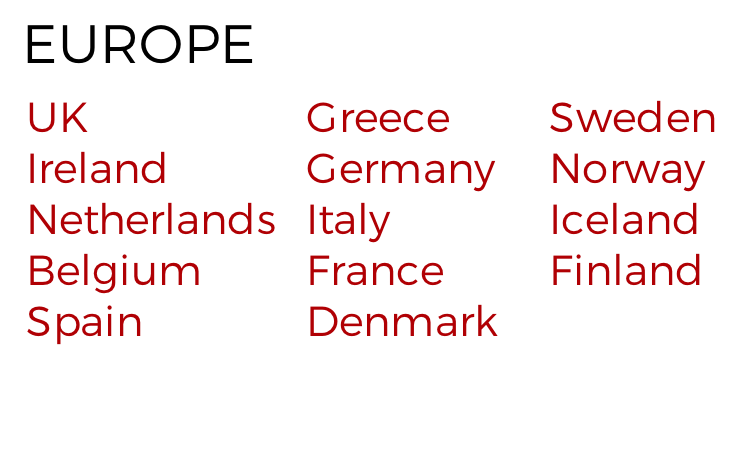 EUROPE
UK
Ireland
Netherlands
Belgium
Spain
Greece
Germany
Italy
France
Denmark
Sweden
Norway
Iceland
Finland